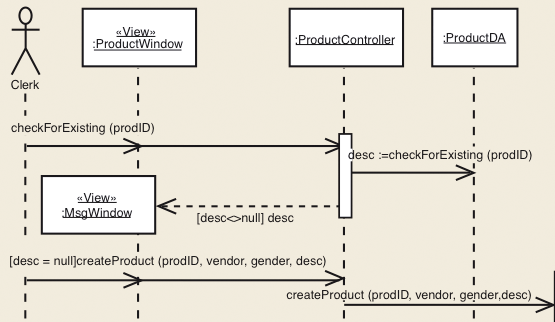 «View»
:ProductWindow
:ProductController
:ProductDA
Clerk
checkForExisting (prodID)
desc :=checkForExisting (prodID)
«View»
:MsgWindow
[desc<>null] desc
[desc = null]createProduct (prodID, vendor, gender, desc)
createProduct (prodID, vendor, gender,desc)